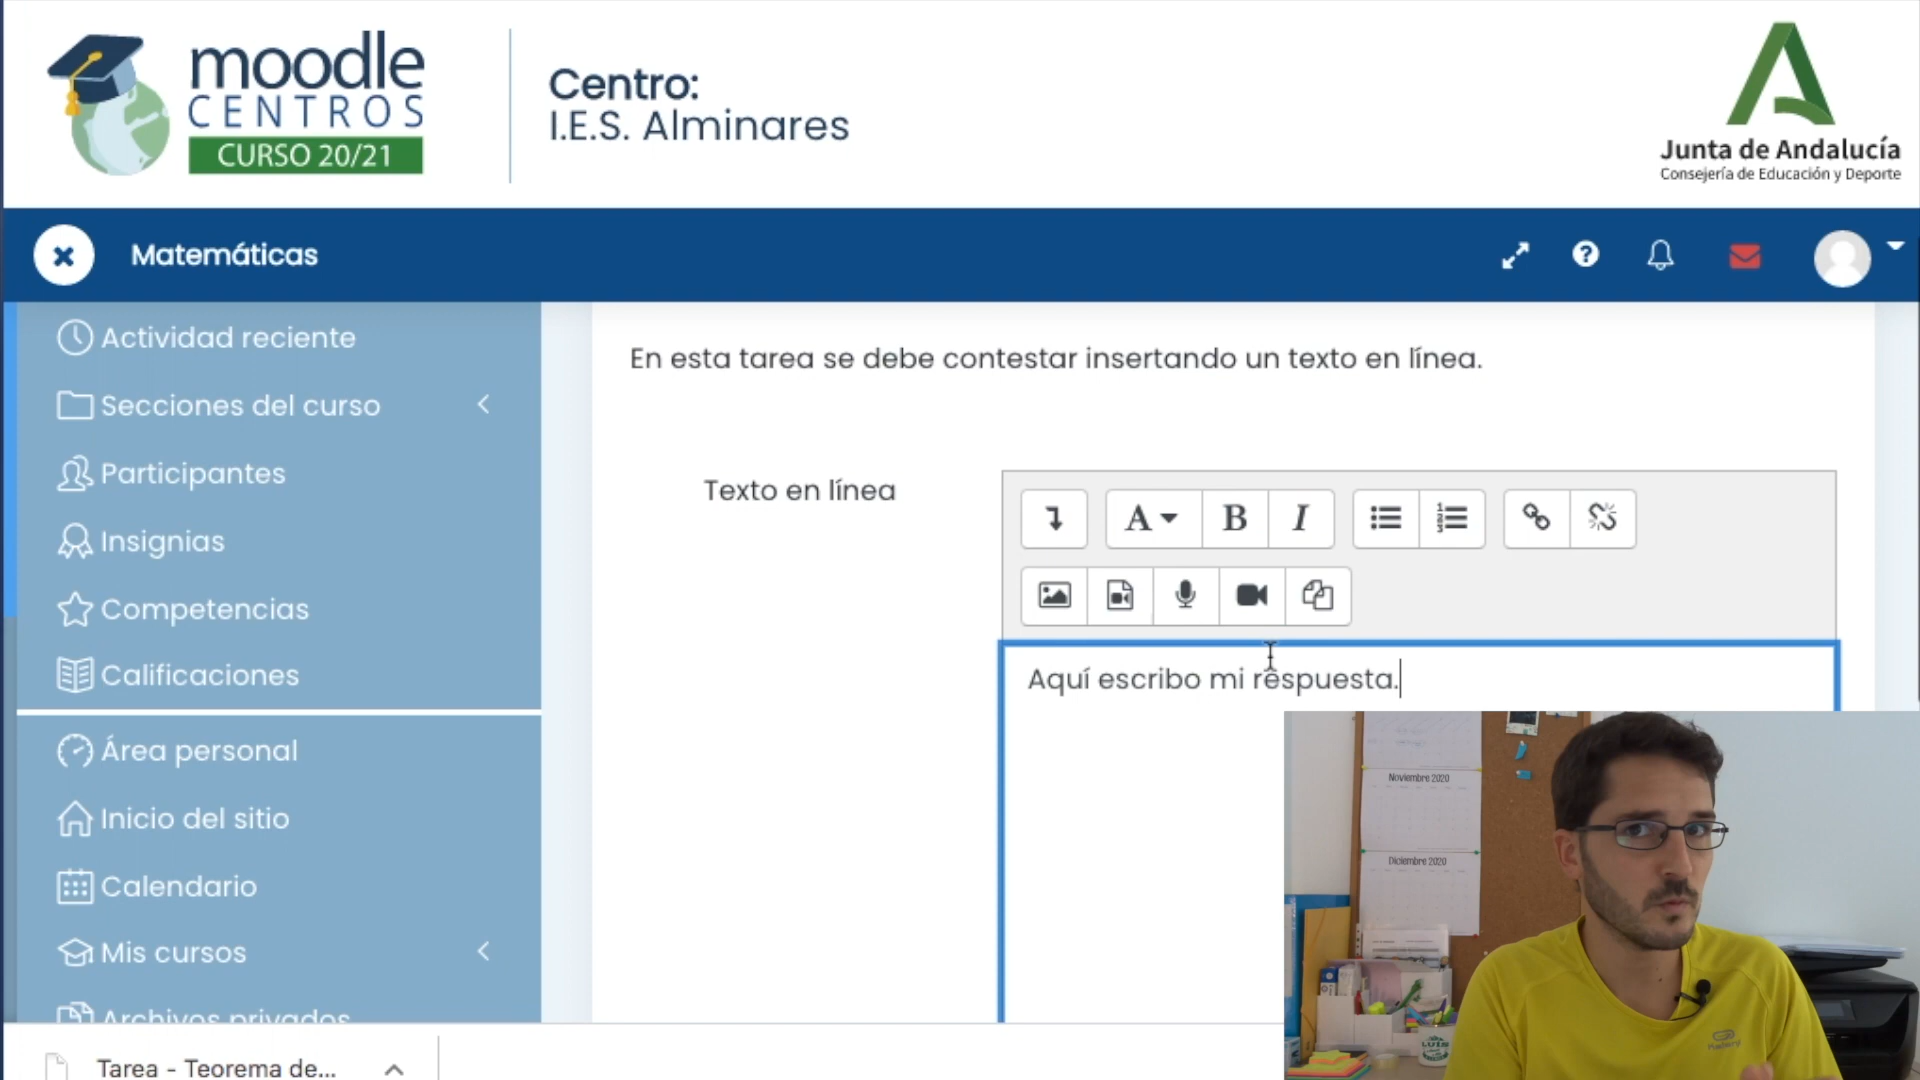 moodle
CENTROS
CURSO 20/21
Centro:
I.E.S. Alminares
Junta de Andalucía
Consejería de Educación y Deporte
Matemáticas
Actividad reciente
Secciones del curso
Participantes
Insignias
Competencias
Calificaciones
Área personal
Inicio del sitio
Calendario
Mis cursos
Archivos privados
En esta tarea se debe contestar insertando un texto en línea.
Texto en línea
A B I
Aquí escribo mi respuesta.
Noviembre 2020
Diciembre 2020
LUIS
Tarea - Teorema de...